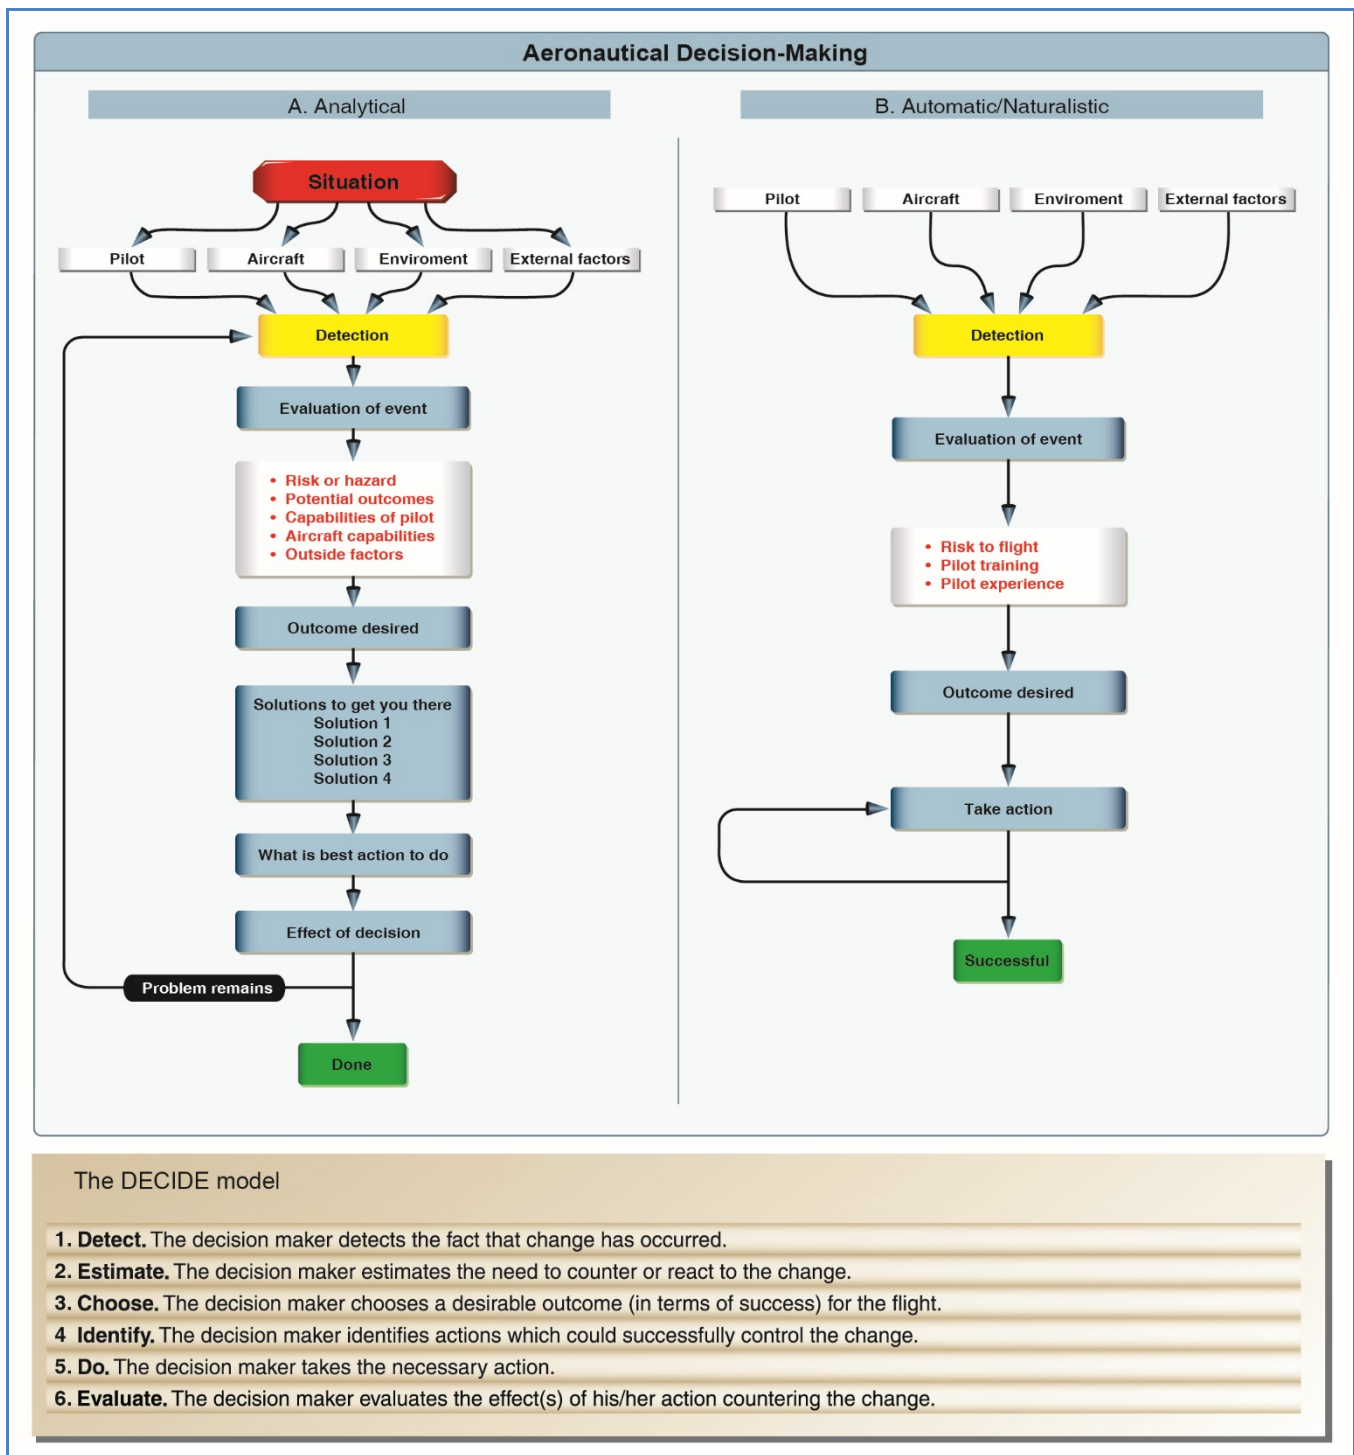 Aeronautical Decision-Making
A. Analytical
Situation
Pilot
Aircraft
Enviroment
External factors
Detection
Evaluation of event
• Risk or hazard
• Potential outcomes
• Capabilities of pilot
• Aircraft capabilities
• Outside factors
Outcome desired
Solutions to get you there
Solution 1
Solution 2
Solution 3
Solution 4
What is best action to do
Effect of decision
Problem remains
Done
B. Automatic/Naturalistic
Pilot
Aircraft
Enviroment
External factors
Detection
Evaluation of event
• Risk to flight
• Pilot training
• Pilot experience
Outcome desired
Take action
Successful
The DECIDE model
1. Detect. The decision maker detects the fact that change has occurred.
2. Estimate. The decision maker estimates the need to counter or react to the change.
3. Choose. The decision maker chooses a desirable outcome (in terms of success) for the flight.
4 Identify. The decision maker identifies actions which could successfully control the change.
5. Do. The decision maker takes the necessary action.
6. Evaluate. The decision maker evaluates the effect(s) of his/her action countering the change.